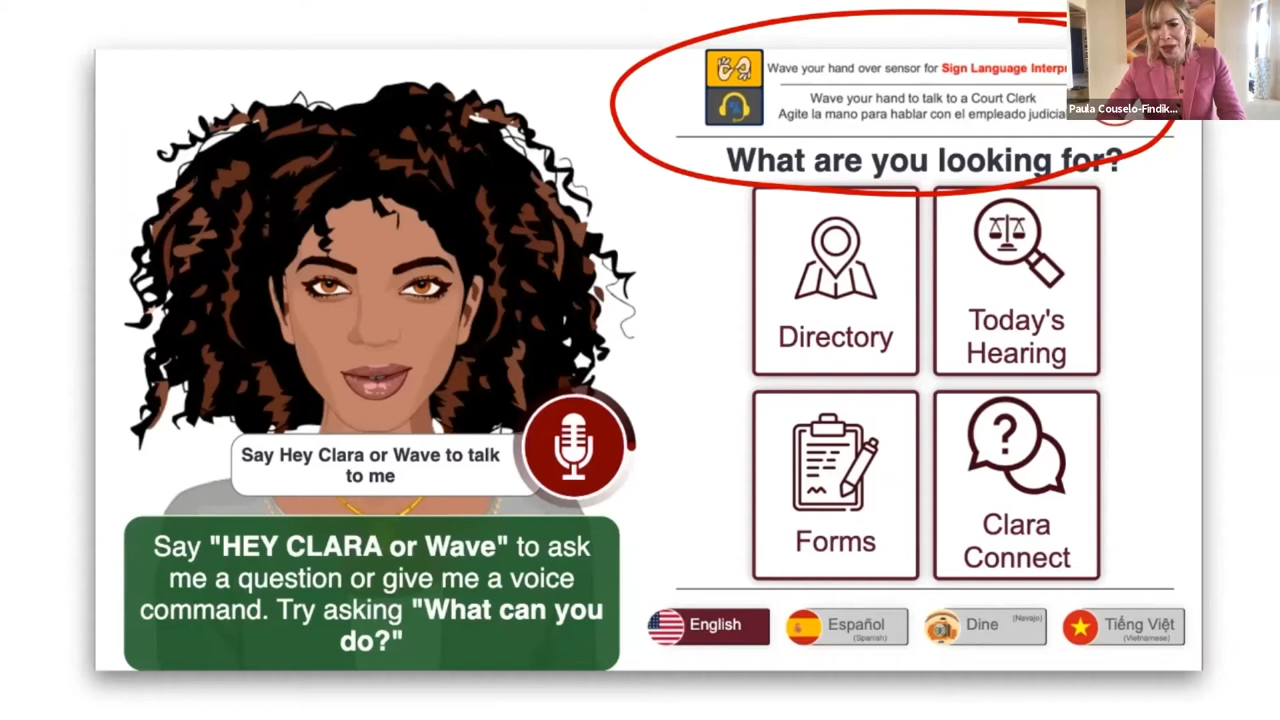 Wave your hand over sensor for Sign Language
Wave your hand to talk to a Court Clerk
Agite la mano para hablar con el empleado
Paula Couselo-Findik...
What are you looking for?
Directory
Today's
Hearing
Forms
Clara
Connect
Say Hey Clara or Wave to talk
to me
Say "HEY CLARA or Wave" to ask
me a question or give me a voice
command. Try asking "What can you
do?"
English
Español
(Spanish)
Dine (Navajo)
Tiếng Việt
(Vietnamese)